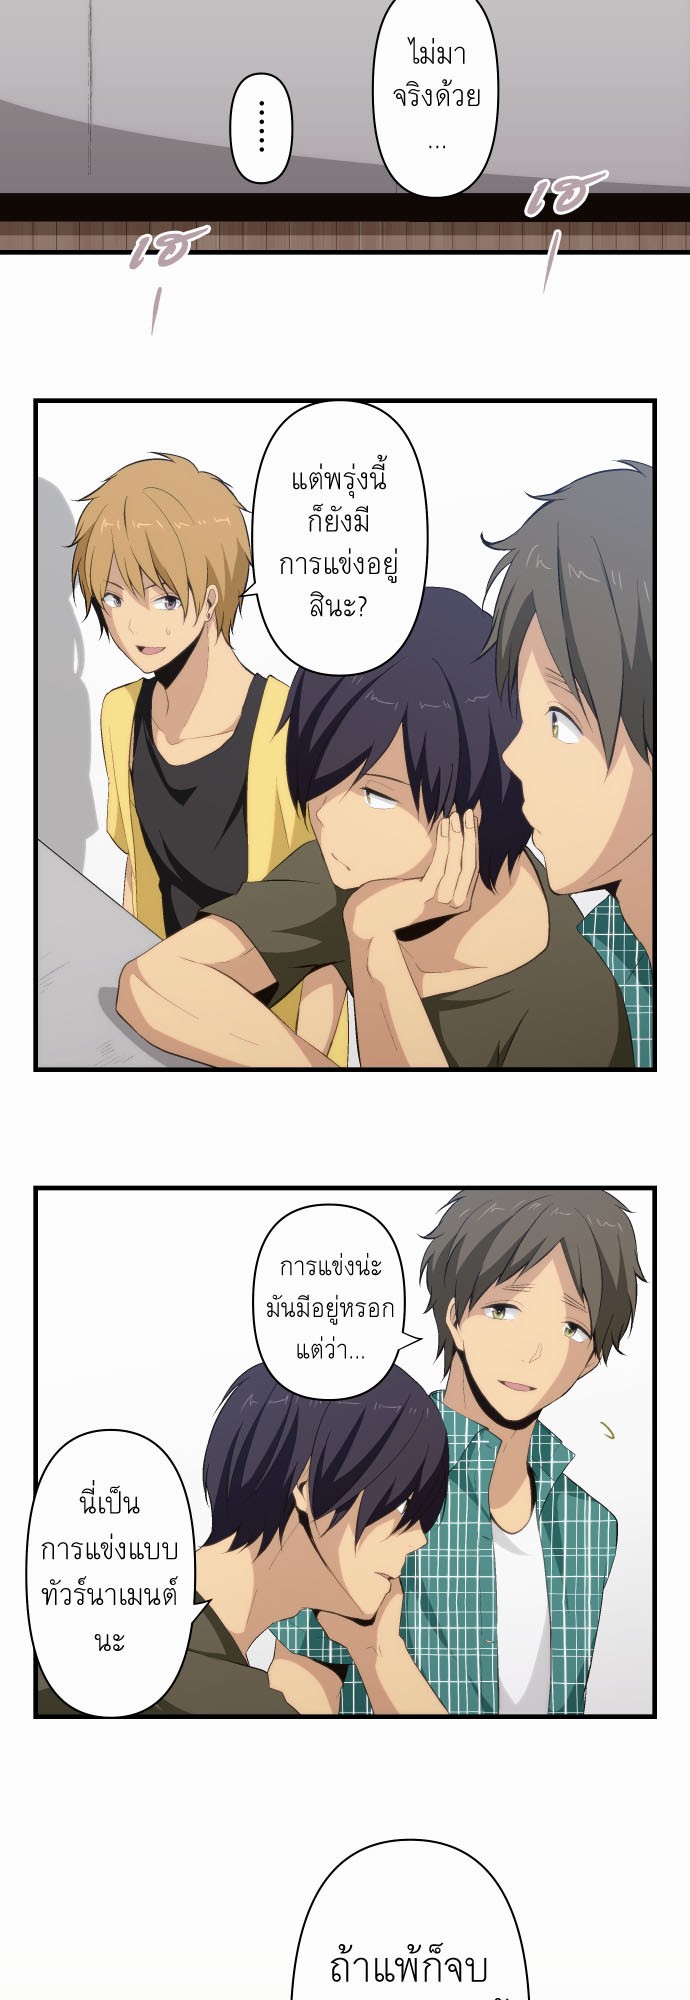 ไม่มา
จริงด้วย
...
......
เฮ
เฮ
แต่พรุ่งนี้
ก็ยังมี
การแข่งอยู่
สินะ?
การแข่งน่ะ
มันมีอยู่หรอก
แต่ว่า...
นี่เป็น
การแข่งแบบ
ทัวร์นาเมนต์
นะ
ถ้าแพ้ก็จบ